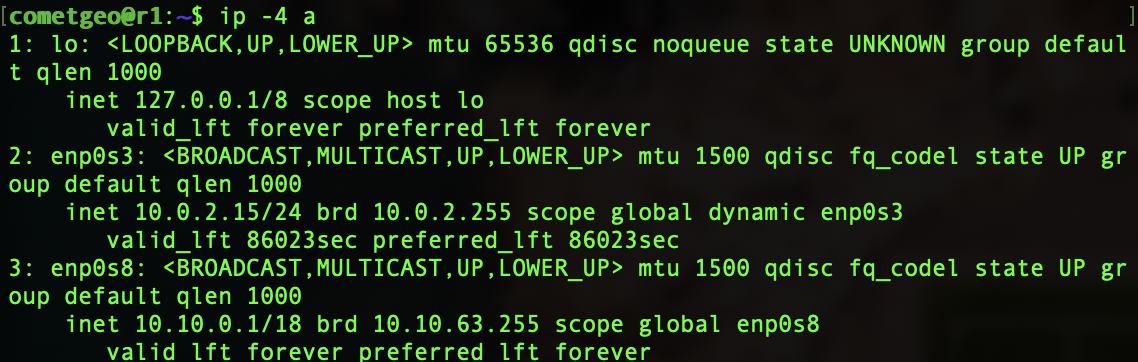 [cometgeo@r1:~$ ip -4 a ]
1: lo: <LOOPBACK,UP,LOWER_UP> mtu 65536 qdisc noqueue state UNKNOWN group defaul
t qlen 1000
    inet 127.0.0.1/8 scope host lo
       valid_lft forever preferred_lft forever
2: enp0s3: <BROADCAST,MULTICAST,UP,LOWER_UP> mtu 1500 qdisc fq_codel state UP gr
oup default qlen 1000
    inet 10.0.2.15/24 brd 10.0.2.255 scope global dynamic enp0s3
       valid_lft 86023sec preferred_lft 86023sec
3: enp0s8: <BROADCAST,MULTICAST,UP,LOWER_UP> mtu 1500 qdisc fq_codel state UP gr
oup default qlen 1000
    inet 10.10.0.1/18 brd 10.10.63.255 scope global enp0s8
       valid_lft forever preferred_lft forever